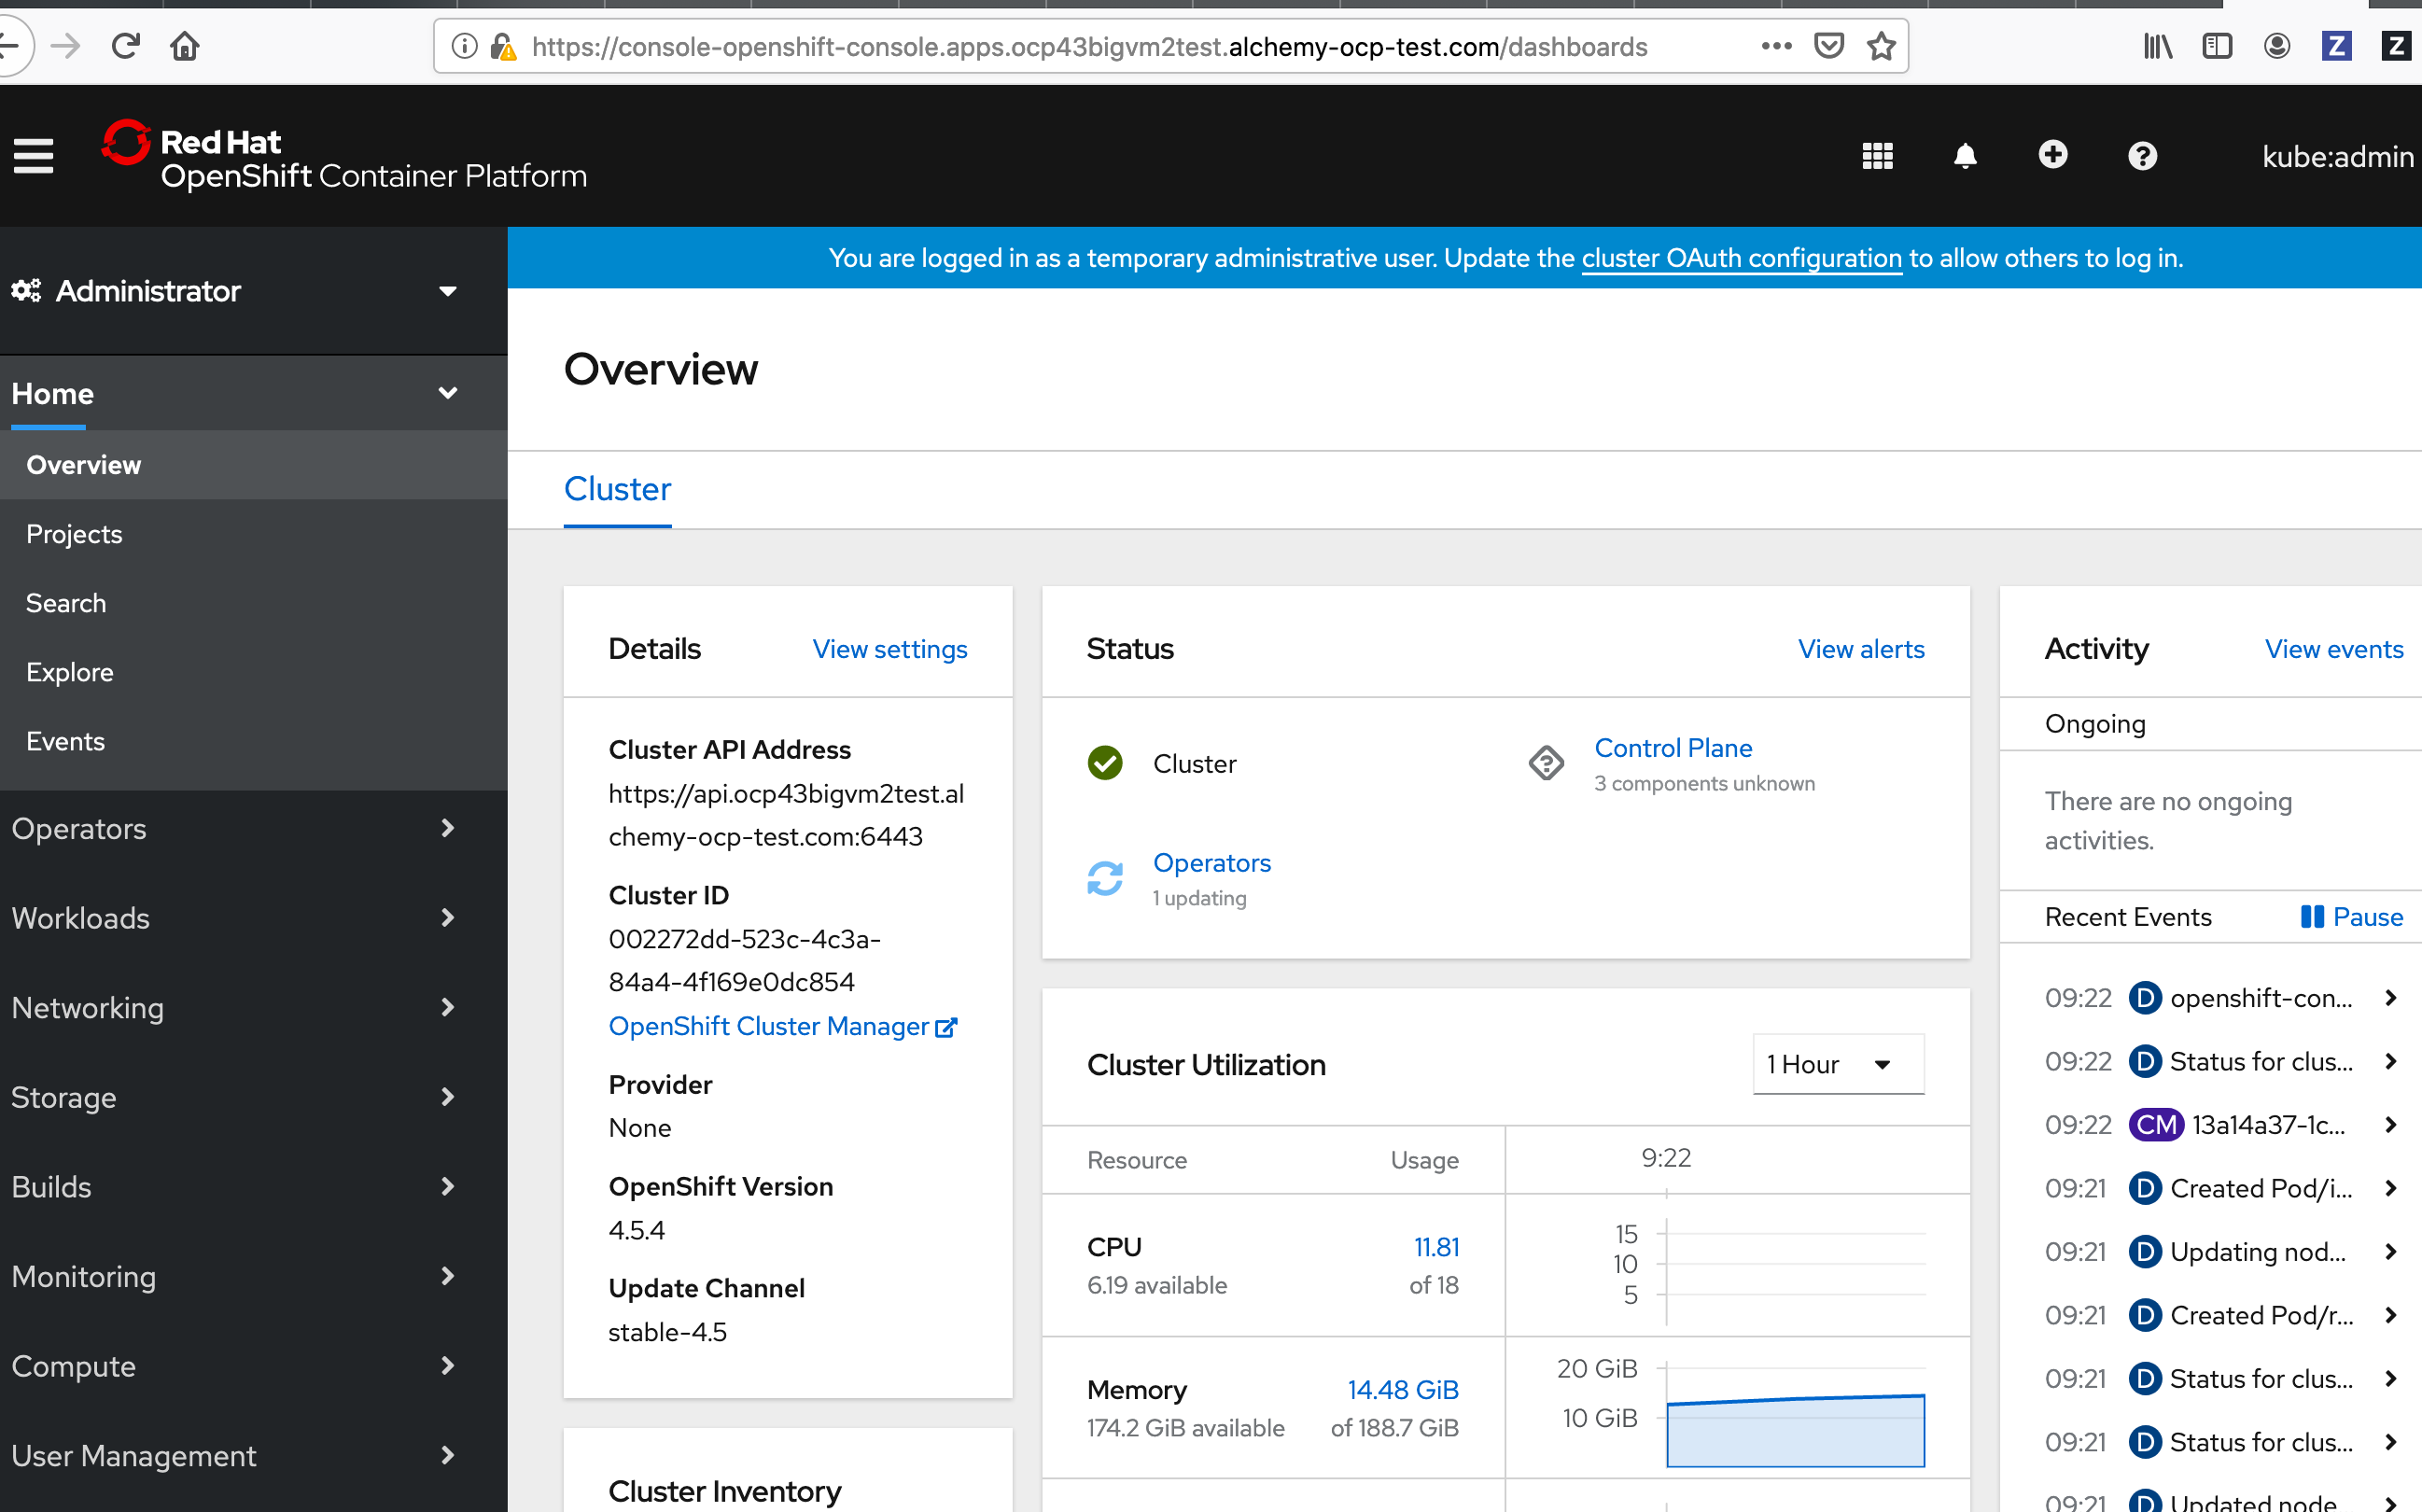 https://console-openshift-console.apps.ocp43bigvm2test.alchemy-ocp-test.com/dashboards
Z
Z
Red Hat
OpenShift Container Platform
kube:admin
You are logged in as a temporary administrative user. Update the cluster OAuth configuration to allow others to log in.
Administrator
Home
Overview
Projects
Search
Explore
Events
Operators
Workloads
Networking
Storage
Builds
Monitoring
Compute
User Management
Overview
Cluster
Details
View settings
Cluster API Address
https://api.ocp43bigvm2test.al
chemy-ocp-test.com:6443
Cluster ID
002272dd-523c-4c3a-
84a4-4f169e0dc854
OpenShift Cluster Manager
Provider
None
OpenShift Version
4.5.4
Update Channel
stable-4.5
Cluster Inventory
Status
View alerts
Cluster
Control Plane
3 components unknown
Operators
1 updating
Cluster Utilization
1 Hour
Resource
Usage
9:22
CPU
11.81
6.19 available
of 18
15
10
5
Memory
14.48 GiB
174.2 GiB available
of 188.7 GiB
20 GiB
10 GiB
Activity
View events
Ongoing
There are no ongoing
activities.
Recent Events
Pause
09:22 D openshift-con...
09:22 D Status for clus...
09:22 CM 13a14a37-1c...
09:21 D Created Pod/i...
09:21 D Updating nod...
09:21 D Created Pod/r...
09:21 D Status for clus...
09:21 D Status for clus...
09:21 D Updated node